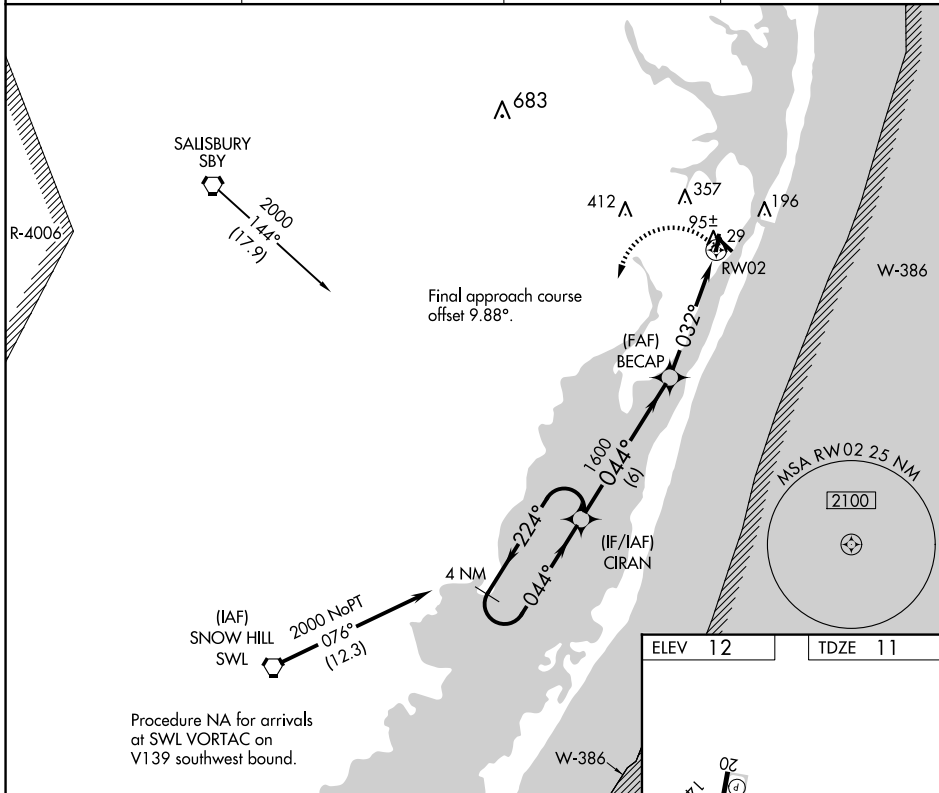 683
SALISBURY
SBY
2000
144°
(17.9)
R-4006
412
357
196
95±
29
RW02
W-386
Final approach course
offset 9.88°.
(FAF)
BECAP
032°
1600
044°
(6)
MSA RW02 25 NM
2100
224°
044°
(IF/IAF)
CIRAN
4 NM
(IAF)
SNOW HILL
SWL
2000 NoPT
076°
(12.3)
Procedure NA for arrivals
at SWL VORTAC on
V139 southwest bound.
W-386
ELEV 12
TDZE 11
20
P